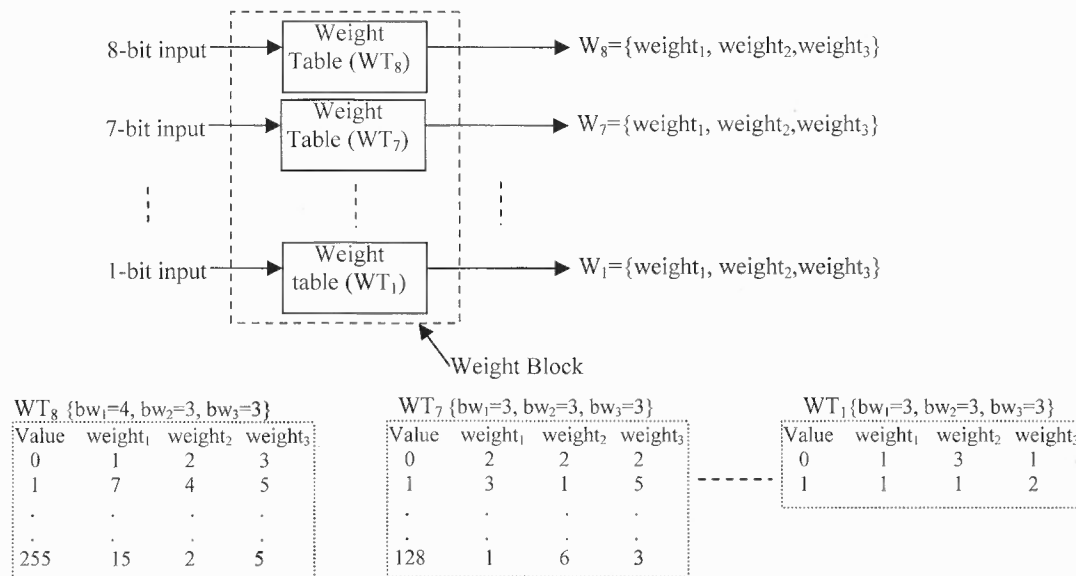 8-bit input
Weight
Table (WT₈)
W₈={weight₁, weight₂,weight₃}
7-bit input
Weight
Table (WT₇)
W₇={weight₁, weight₂,weight₃}
1-bit input
Weight
table (WT₁)
W₁={weight₁, weight₂,weight₃}
Weight Block
WT₈ {bw₁=4, bw₂=3, bw₃=3}
Value weight₁ weight₂ weight₃
0 1 2 3
1 7 4 5
. . . .
. . . .
255 15 2 5
WT₇ {bw₁=3, bw₂=3, bw₃=3}
Value weight₁ weight₂ weight₃
0 2 2 2
1 3 1 5
. . . .
. . . .
128 1 6 3
WT₁{bw₁=3, bw₂=3, bw₃=3}
Value weight₁ weight₂ weight₃
0 1 3 1
1 1 1 2